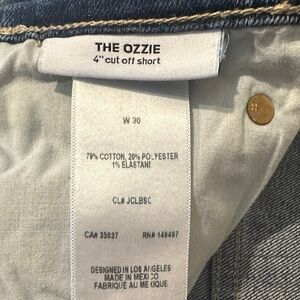 THE OZZIE
4" cut off short
W 30
79% COTTON, 20% POLYESTER
1% ELASTANE
CL# JCLBSC
CA# 35037 RN# 149497
DESIGNED IN LOS ANGELES
MADE IN MEXICO
FABRIQUÉ AU MEXIQUE